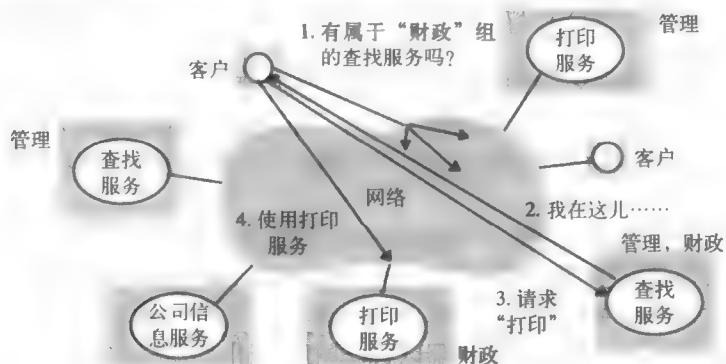 1. 有属于“财政”组
的查找服务吗？
管理
打印
服务
客户
管理
查找
服务
客户
网络
2. 我在这儿……
4. 使用打印
服务
管理，财政
3. 请求
“打印”
查找
服务
公司信
息服务
打印
服务
财政